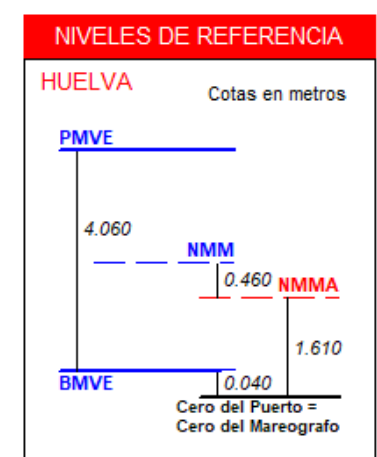 NIVELES DE REFERENCIA
HUELVA
Cotas en metros
PMVE
4.060
NMM
0.460 NMMA
1.610
BMVE
0.040
Cero del Puerto =
Cero del Mareografo